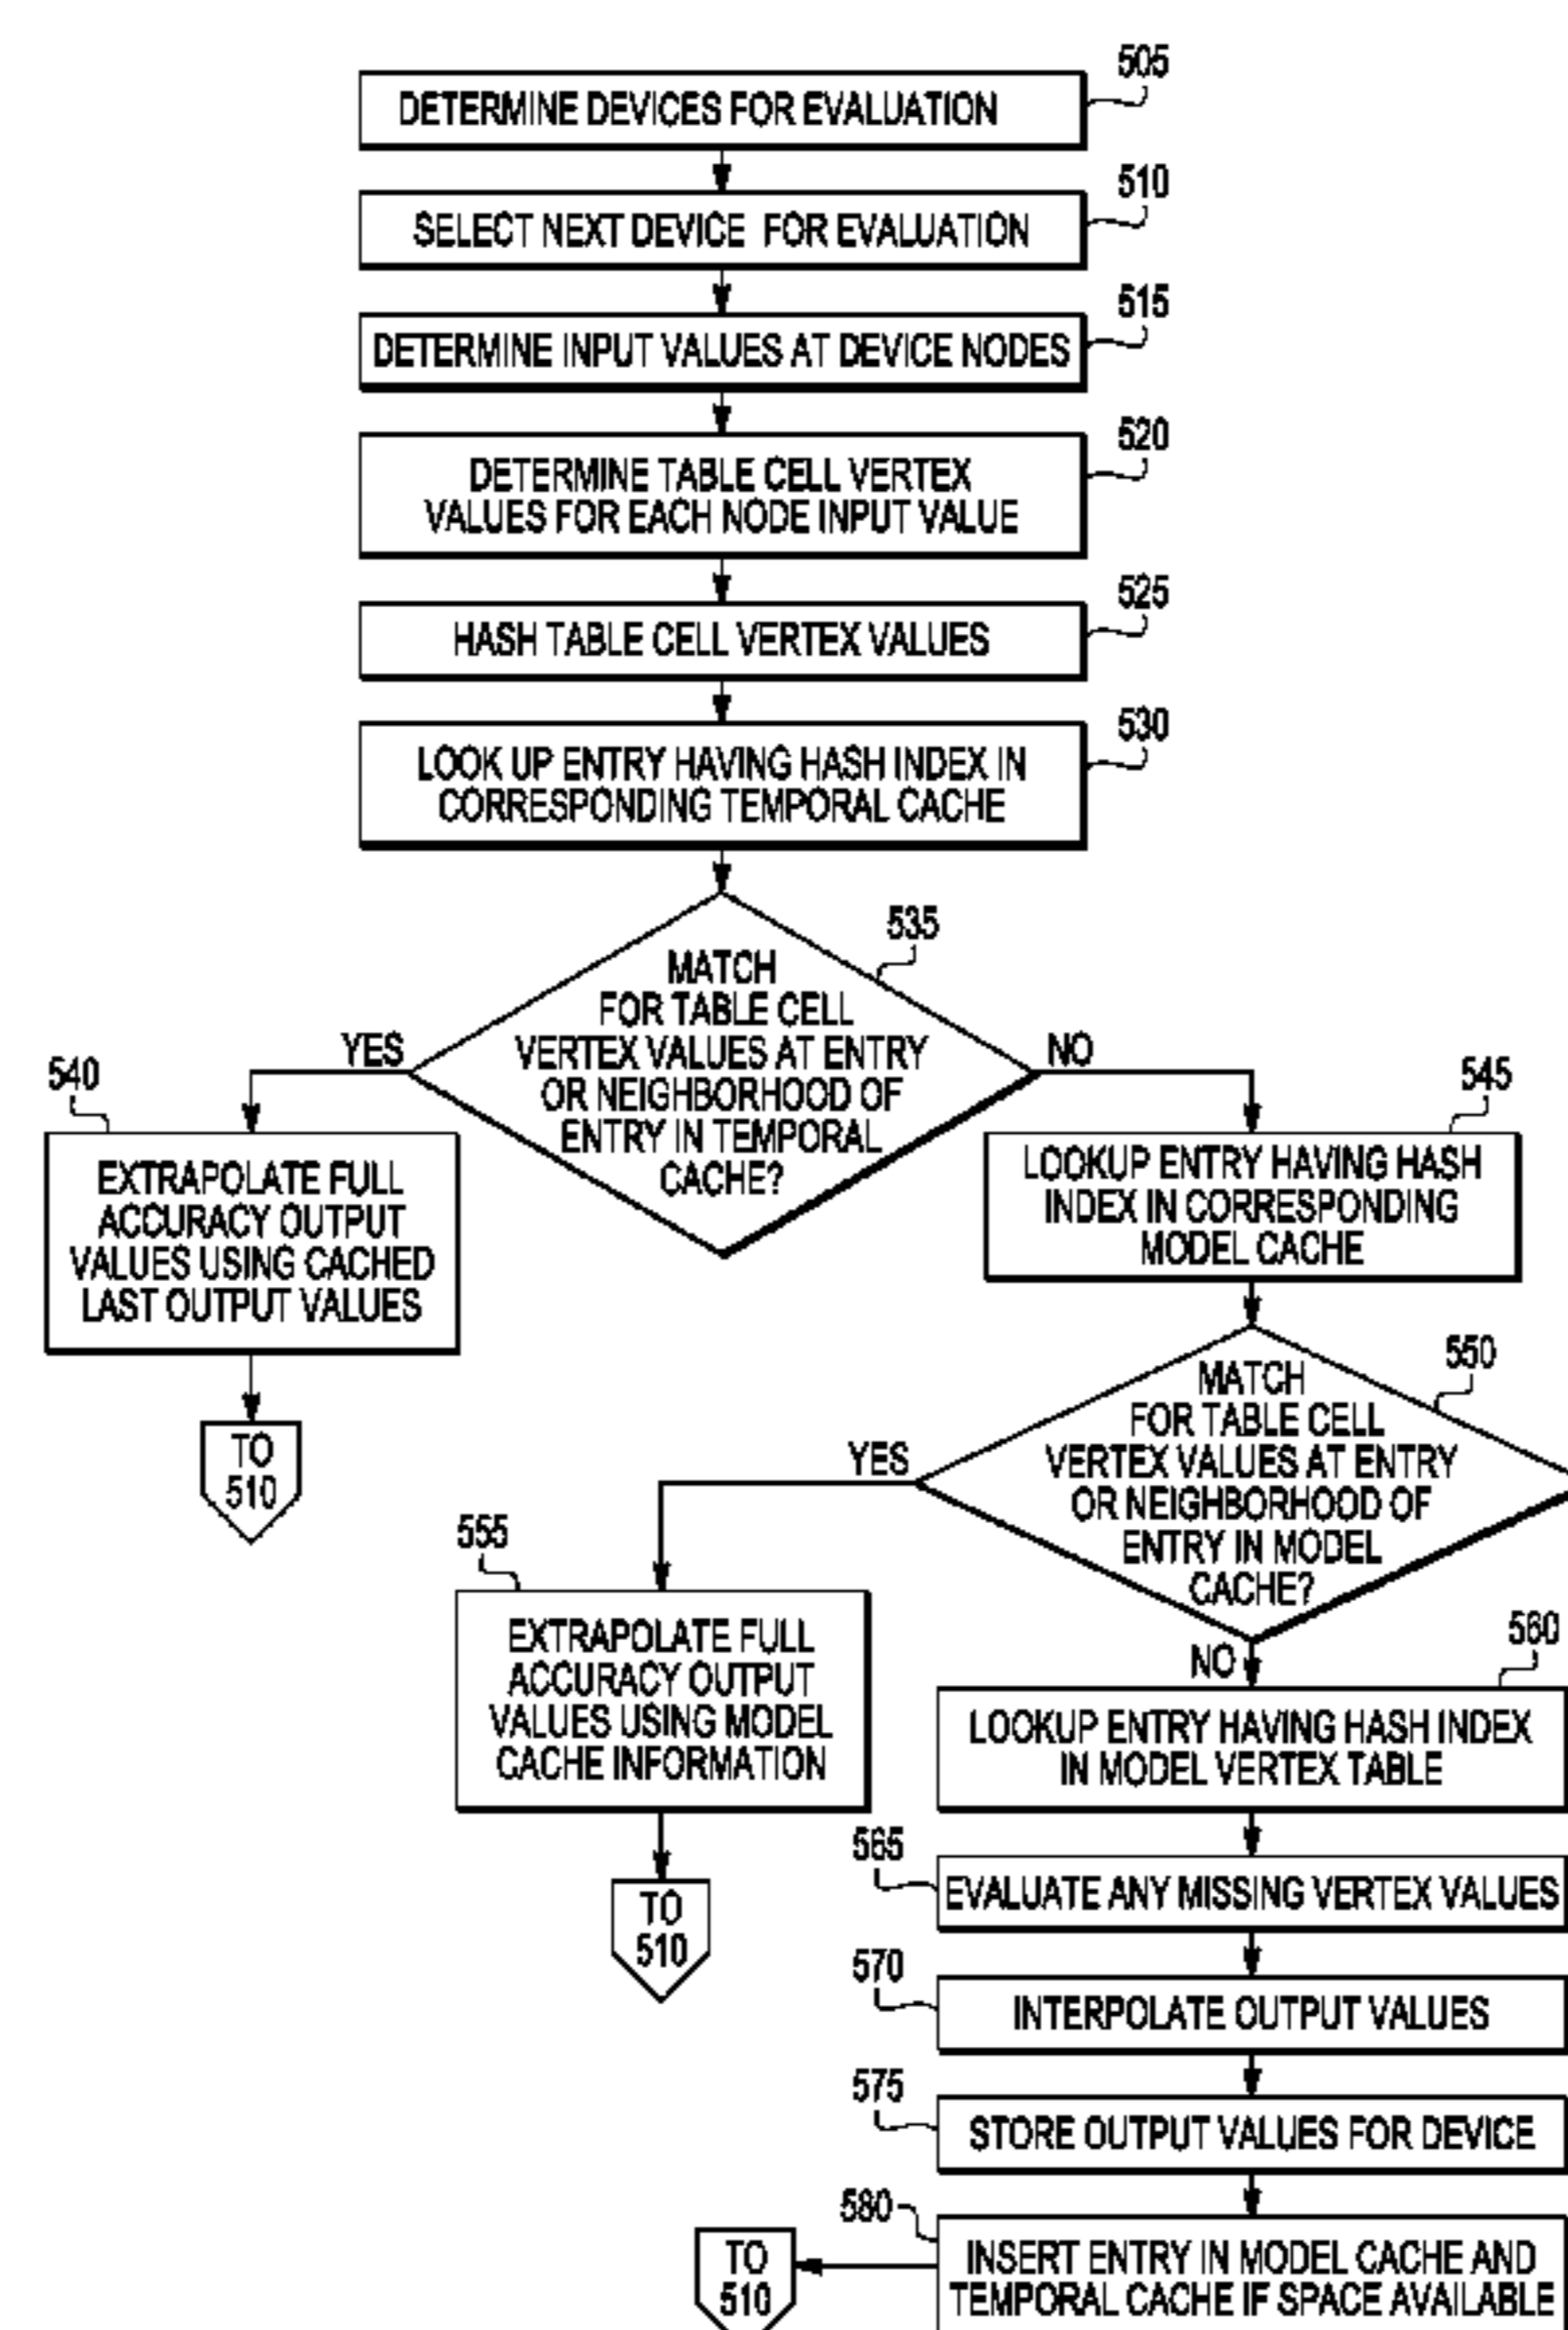 505
DETERMINE DEVICES FOR EVALUATION
510
SELECT NEXT DEVICE FOR EVALUATION
515
DETERMINE INPUT VALUES AT DEVICE NODES
520
DETERMINE TABLE CELL VERTEX
VALUES FOR EACH NODE INPUT VALUE
525
HASH TABLE CELL VERTEX VALUES
530
LOOK UP ENTRY HAVING HASH INDEX IN
CORRESPONDING TEMPORAL CACHE
535
MATCH
FOR TABLE CELL
VERTEX VALUES AT ENTRY
OR NEIGHBORHOOD OF
ENTRY IN TEMPORAL
CACHE?
YES
NO
540
EXTRAPOLATE FULL
ACCURACY OUTPUT
VALUES USING CACHED
LAST OUTPUT VALUES
TO
510
545
LOOKUP ENTRY HAVING HASH
INDEX IN CORRESPONDING
MODEL CACHE
550
MATCH
FOR TABLE CELL
VERTEX VALUES AT ENTRY
OR NEIGHBORHOOD OF
ENTRY IN MODEL
CACHE?
YES
NO
555
EXTRAPOLATE FULL
ACCURACY OUTPUT
VALUES USING MODEL
CACHE INFORMATION
TO
510
560
LOOKUP ENTRY HAVING HASH INDEX
IN MODEL VERTEX TABLE
565
EVALUATE ANY MISSING VERTEX VALUES
570
INTERPOLATE OUTPUT VALUES
575
STORE OUTPUT VALUES FOR DEVICE
580
INSERT ENTRY IN MODEL CACHE AND
TEMPORAL CACHE IF SPACE AVAILABLE
TO
510